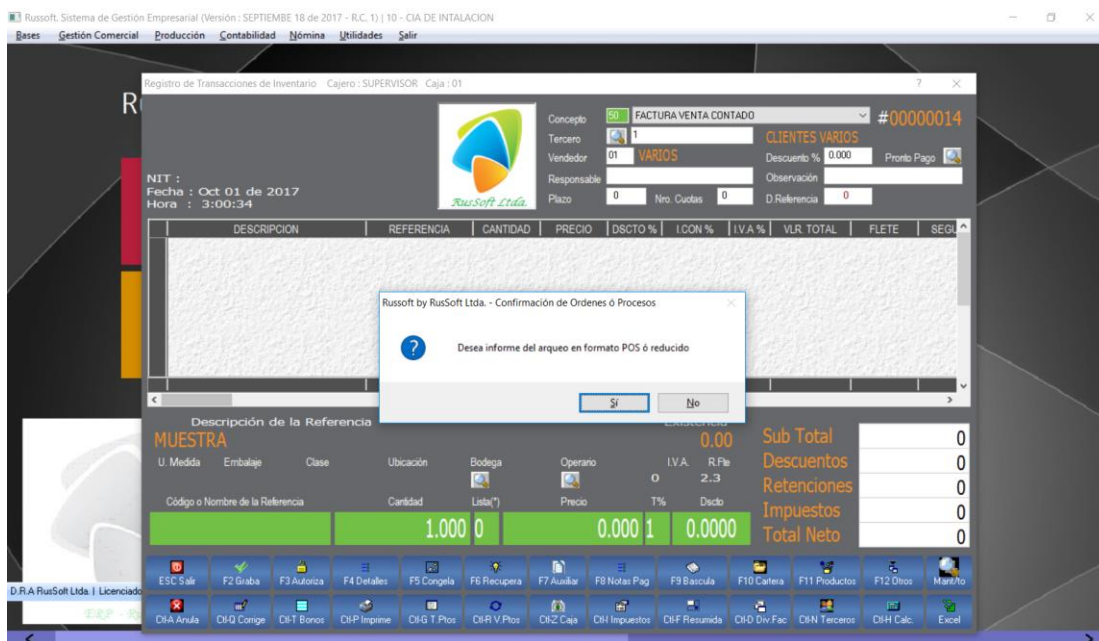 Russoft. Sistema de Gestión Empresarial (Versión : SEPTIEMBRE 18 de 2017 - R.C. 1) | 10 - CIA DE INTALACION
Bases Gestión Comercial Producción Contabilidad Nómina Utilidades Salir
Registro de Transacciones de Inventario Cajero : SUPERVISOR Caja : 01
Concepto 50 FACTURA VENTA CONTADO #00000014
Tercero 1 CLIENTES VARIOS
Vendedor 01 VARIOS Descuento % 0.000 Pronto Pago
Responsable Observación
Plazo 0 Nro. Cuotas 0 D.Referencia 0
NIT :
Fecha : Oct 01 de 2017
Hora : 3:00:34
RusSoft Ltda.
DESCRIPCION REFERENCIA CANTIDAD PRECIO DSCTO % I.CON % I.V.A % VLR. TOTAL FLETE SEGU
Russoft by RusSoft Ltda. - Confirmación de Ordenes ó Procesos
Desea informe del arqueo en formato POS ó reducido
Sí No
Descripción de la Referencia Existencia
MUESTRA 0.00
U. Medida Embalaje Clase Ubicación Bodega Operario I.V.A. R.Fte
0 2.3
Código o Nombre de la Referencia Cantidad Lista(*) Precio T% Dscto
1.000 0 0.000 1 0.0000
Sub Total 0
Descuentos 0
Retenciones 0
Impuestos 0
Total Neto 0
ESC Salir F2 Graba F3 Autoriza F4 Detalles F5 Congela F6 Recupera F7 Auxiliar F8 Notas Pag F9 Bascula F10 Cartera F11 Productos F12 Otros Mant/to
Ctl-A Anula Ctl-Q Corrige Ctl-T Bonos Ctl-P Imprime Ctl-G T.Ptos Ctl-R V.Ptos Ctl-Z Caja Ctl-I Impuestos Ctl-F Resumida Ctl-D Div.Fac Ctl-N Terceros Ctl-H Calc. Excel
D.R.A RusSoft Ltda. | Licenciado